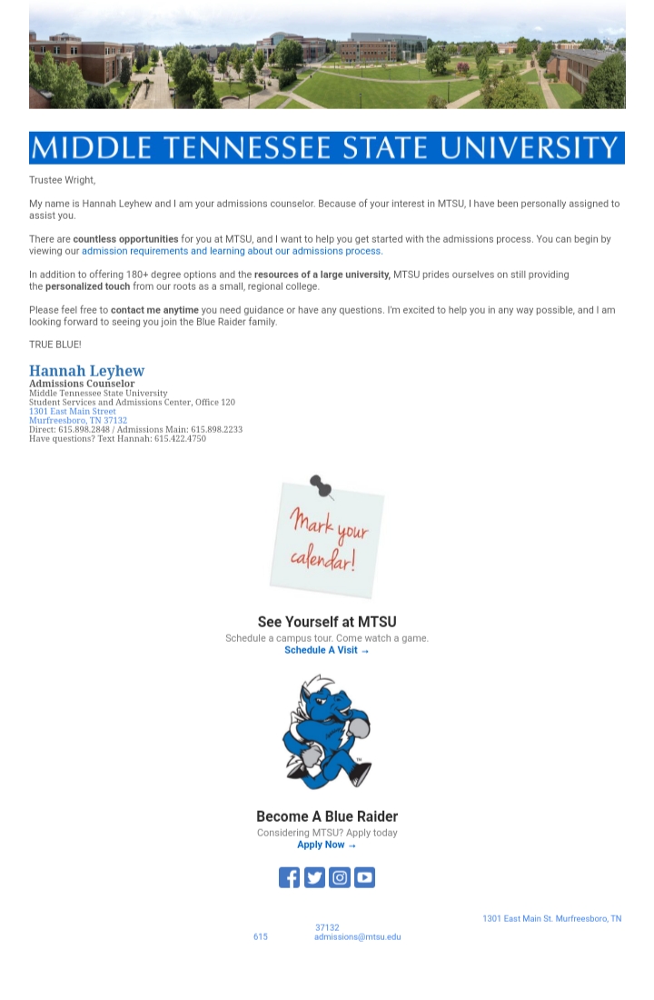 MIDDLE TENNESSEE STATE UNIVERSITY
Trustee Wright,
My name is Hannah Leyhew and I am your admissions counselor. Because of your interest in MTSU, I have been personally assigned to
assist you.
There are countless opportunities for you at MTSU, and I want to help you get started with the admissions process. You can begin by
viewing our admission requirements and learning about our admissions process.
In addition to offering 180+ degree options and the resources of a large university, MTSU prides ourselves on still providing
the personalized touch from our roots as a small, regional college.
Please feel free to contact me anytime you need guidance or have any questions. I'm excited to help you in any way possible, and I am
looking forward to seeing you join the Blue Raider family.
TRUE BLUE!
Hannah Leyhew
Admissions Counselor
Middle Tennessee State University
Student Services and Admissions Center, Office 120
1301 East Main Street
Murfreesboro, TN 37132
Direct: 615.898.2848 / Admissions Main: 615.898.2233
Have questions? Text Hannah: 615.422.4750
Mark your
calendar!
See Yourself at MTSU
Schedule a campus tour. Come watch a game.
Schedule A Visit →
TM
Become A Blue Raider
Considering MTSU? Apply today
Apply Now →
1301 East Main St. Murfreesboro, TN
37132
615 admissions@mtsu.edu